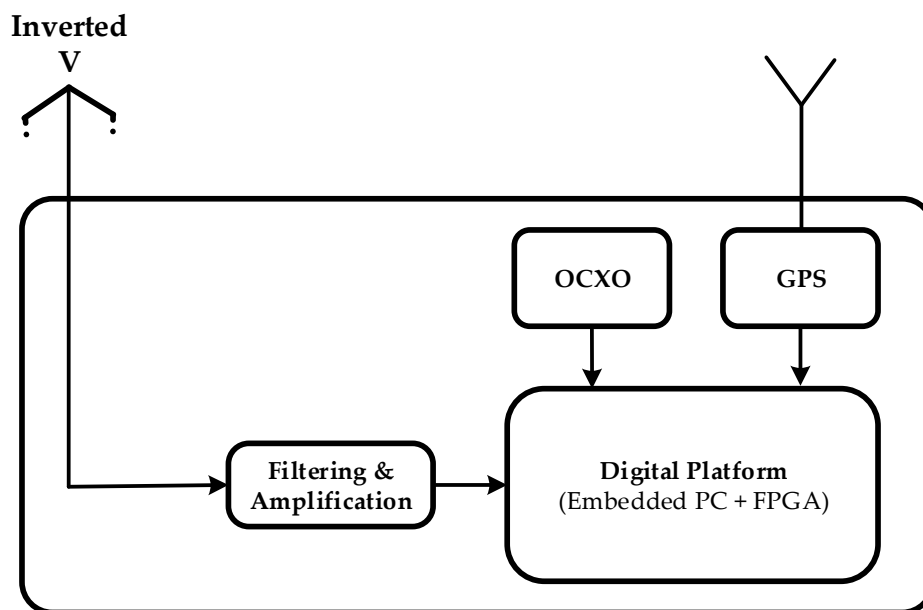 Inverted
V
OCXO
GPS
Filtering &
Amplification
Digital Platform
(Embedded PC + FPGA)